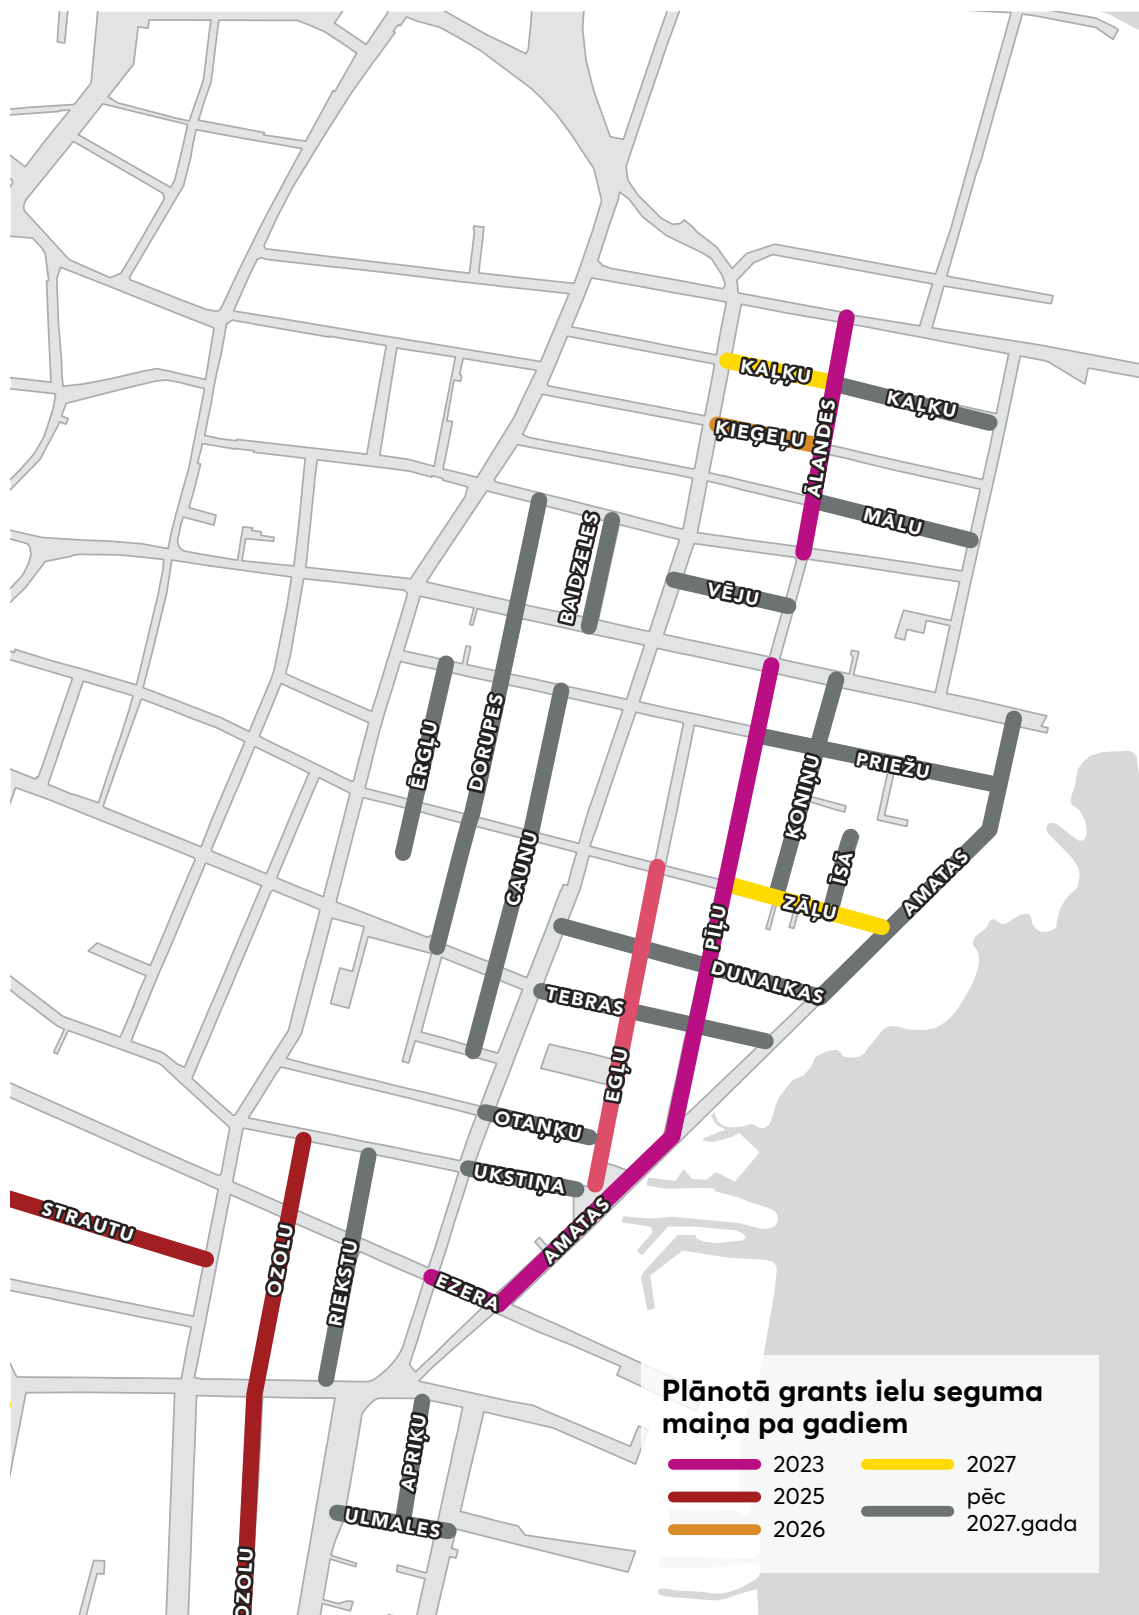 KAĻĶU
KAĻĶU
ĶIEĢEĻU
ĀLANDES
MĀLU
BAIDZELES
VĒJU
ĒRGĻU
DORUPES
CAUNU
ĶONIŅU
PRIEŽU
ĪSĀ
ZĀĻU
AMATAS
PĪĻU
DUNALKAS
TEBRAS
EGĻU
OTAŅĶU
UKSTIŅA
STRAUTU
OZOLU
RIEKSTU
AMATAS
EZERA
APRIĶU
ULMALES
OZOLU
Plānotā grants ielu seguma
maiņa pa gadiem
2023
2025
2026
2027
pēc
2027.gada